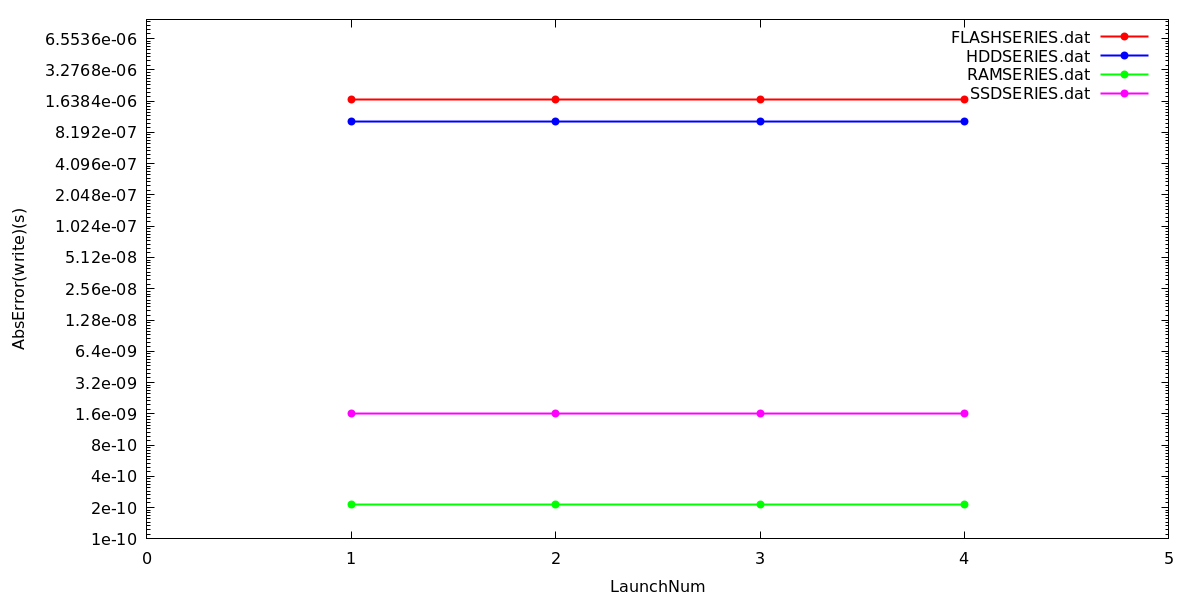 6.5536e-06
3.2768e-06
1.6384e-06
8.192e-07
4.096e-07
2.048e-07
1.024e-07
5.12e-08
2.56e-08
1.28e-08
6.4e-09
3.2e-09
1.6e-09
8e-10
4e-10
2e-10
1e-10
AbsError(write)(s)
FLASHSERIES.dat
HDDSERIES.dat
RAMSERIES.dat
SSDSERIES.dat
0 1 2 3 4 5
LaunchNum